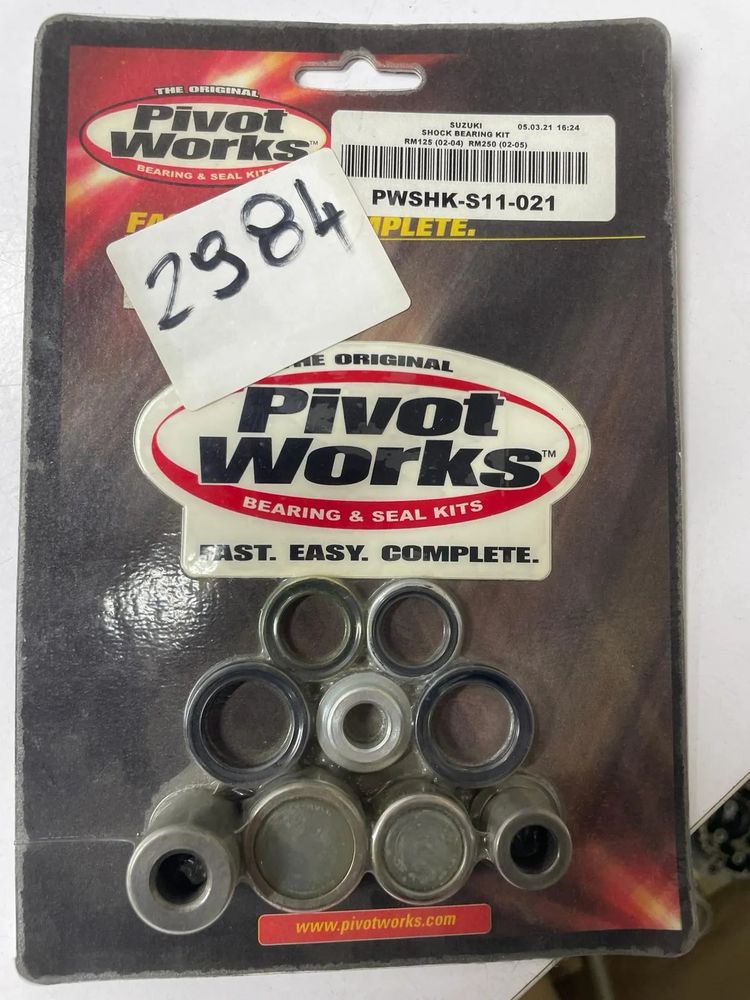 THE ORIGINAL
Pivot
Works
BEARING & SEAL KITS
SUZUKI 05.03.21 16:24
SHOCK BEARING KIT
RM125 (02-04) RM250 (02-05)
PWSHK-S11-021
2984
THE ORIGINAL
Pivot
Works™
BEARING & SEAL KITS
FAST. EASY. COMPLETE.
www.pivotworks.com